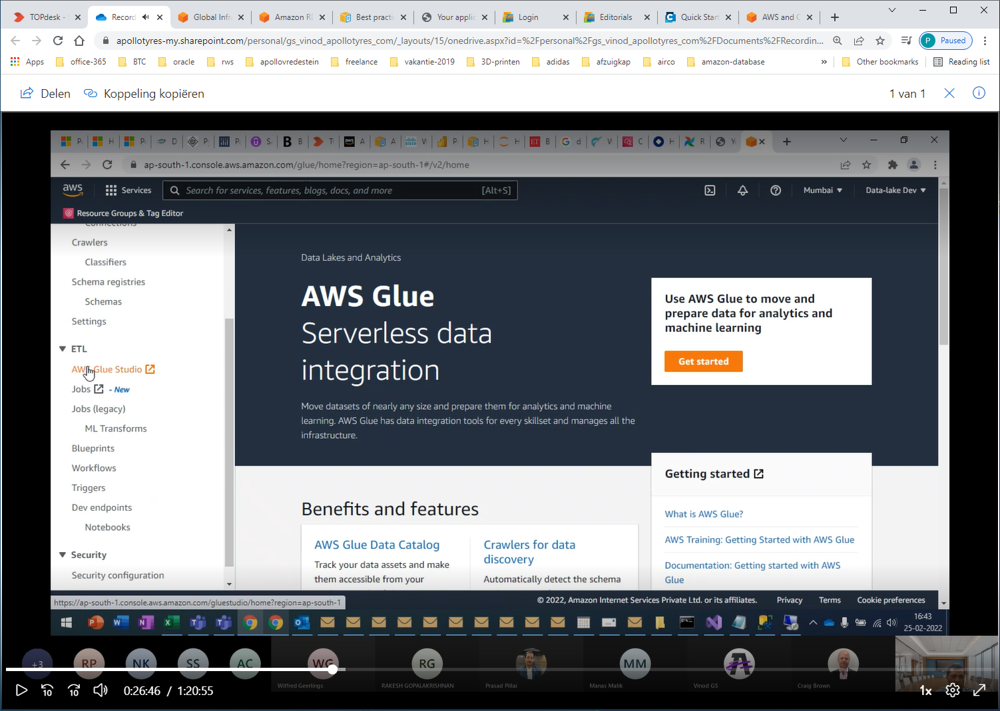 TOPdesk -
Record
Global Infr
Amazon R
Best practi
Your applic
Login
Editorials
Quick Start
AWS and C
apollotyres-my.sharepoint.com/personal/gs_vinod_apollotyres_com/_layouts/15/onedrive.aspx?id=%2Fpersonal%2Fgs_vinod_apollotyres_com%2FDocuments%2FRecordin...
P Paused
Apps office-365 BTC oracle rws apollovredestein freelance vakantie-2019 3D-printen adidas afzuigkap airco amazon-database » Other bookmarks Reading list
Delen Koppeling kopiëren 1 van 1
ap-south-1.console.aws.amazon.com/glue/home?region=ap-south-1#/v2/home
aws Services Search for services, features, blogs, docs, and more [Alt+S] Mumbai Data-lake Dev
Resource Groups & Tag Editor
Connections
Crawlers
Classifiers
Schema registries
Schemas
Settings
ETL
AWS Glue Studio
Jobs - New
Jobs (legacy)
ML Transforms
Blueprints
Workflows
Triggers
Dev endpoints
Notebooks
Security
Security configuration
Data Lakes and Analytics
AWS Glue
Serverless data
integration
Move datasets of nearly any size and prepare them for analytics and machine
learning. AWS Glue has data integration tools for every skillset and manages all the
infrastructure.
Use AWS Glue to move and
prepare data for analytics and
machine learning
Get started
Getting started
What is AWS Glue?
AWS Training: Getting Started with AWS Glue
Documentation: Getting started with AWS
Glue
Benefits and features
AWS Glue Data Catalog
Track your data assets and make
them accessible from your
Crawlers for data
discovery
Automatically detect the schema
https://ap-south-1.console.aws.amazon.com/gluestudio/home?region=ap-south-1
© 2022, Amazon Internet Services Private Ltd. or its affiliates. Privacy Terms Cookie preferences
16:43
25-02-2022
+3 RP NK SS AC WG RG MM
Wilfred Geerlings RAKESH GOPALAKRISHNAN Prasad Pillai Manas Malik Vinod GS Craig Brown
10 10 0:26:46 / 1:20:55 1x